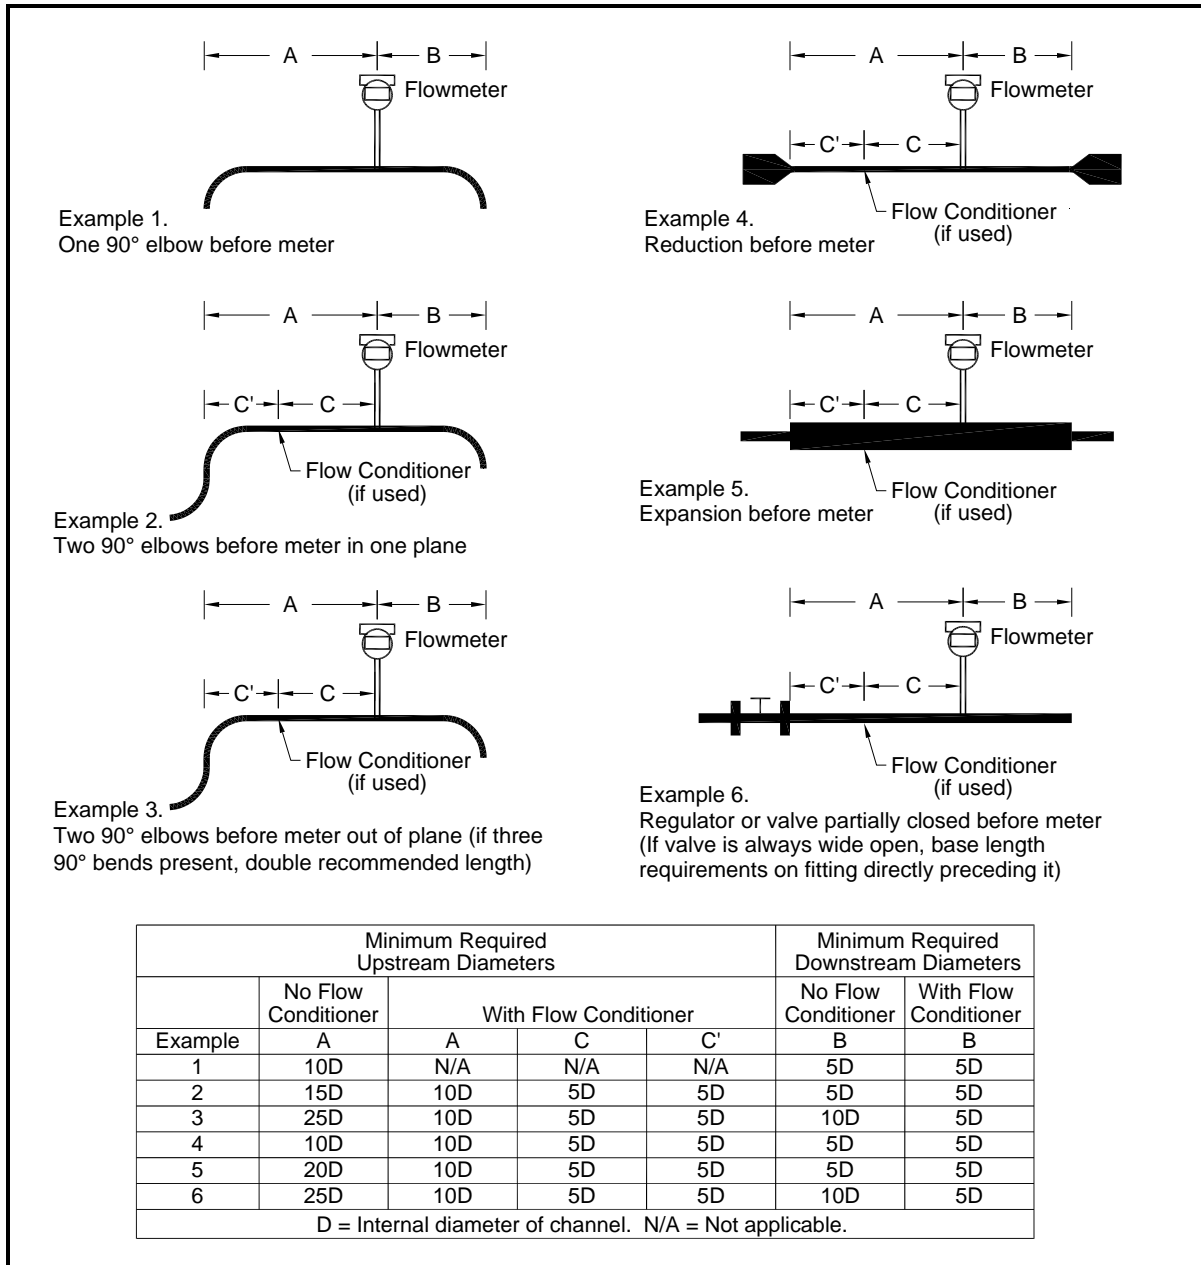 A B
Flowmeter
Example 1.
One 90° elbow before meter
A B
Flowmeter
C' C
Flow Conditioner
(if used)
Example 2.
Two 90° elbows before meter in one plane
A B
Flowmeter
C' C
Flow Conditioner
(if used)
Example 3.
Two 90° elbows before meter out of plane (if three
90° bends present, double recommended length)
A B
Flowmeter
C' C
Flow Conditioner
(if used)
Example 4.
Reduction before meter
A B
Flowmeter
C' C
Flow Conditioner
(if used)
Example 5.
Expansion before meter
A B
Flowmeter
C' C
Flow Conditioner
(if used)
Example 6.
Regulator or valve partially closed before meter
(If valve is always wide open, base length
requirements on fitting directly preceding it)
Minimum Required
Upstream Diameters
Minimum Required
Downstream Diameters
No Flow
Conditioner
With Flow Conditioner
No Flow
Conditioner
With Flow
Conditioner
Example A A C C' B B
1 10D N/A N/A N/A 5D 5D
2 15D 10D 5D 5D 5D 5D
3 25D 10D 5D 5D 10D 5D
4 10D 10D 5D 5D 5D 5D
5 20D 10D 5D 5D 5D 5D
6 25D 10D 5D 5D 10D 5D
D = Internal diameter of channel. N/A = Not applicable.